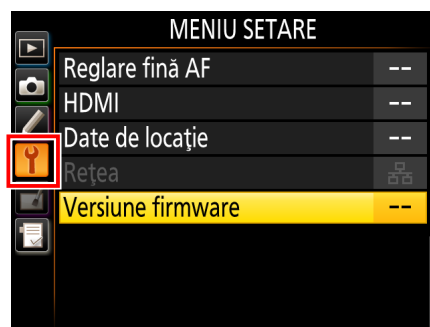 MENIU SETARE
Reglare fină AF --
HDMI --
Date de locaţie --
Reţea
Versiune firmware --